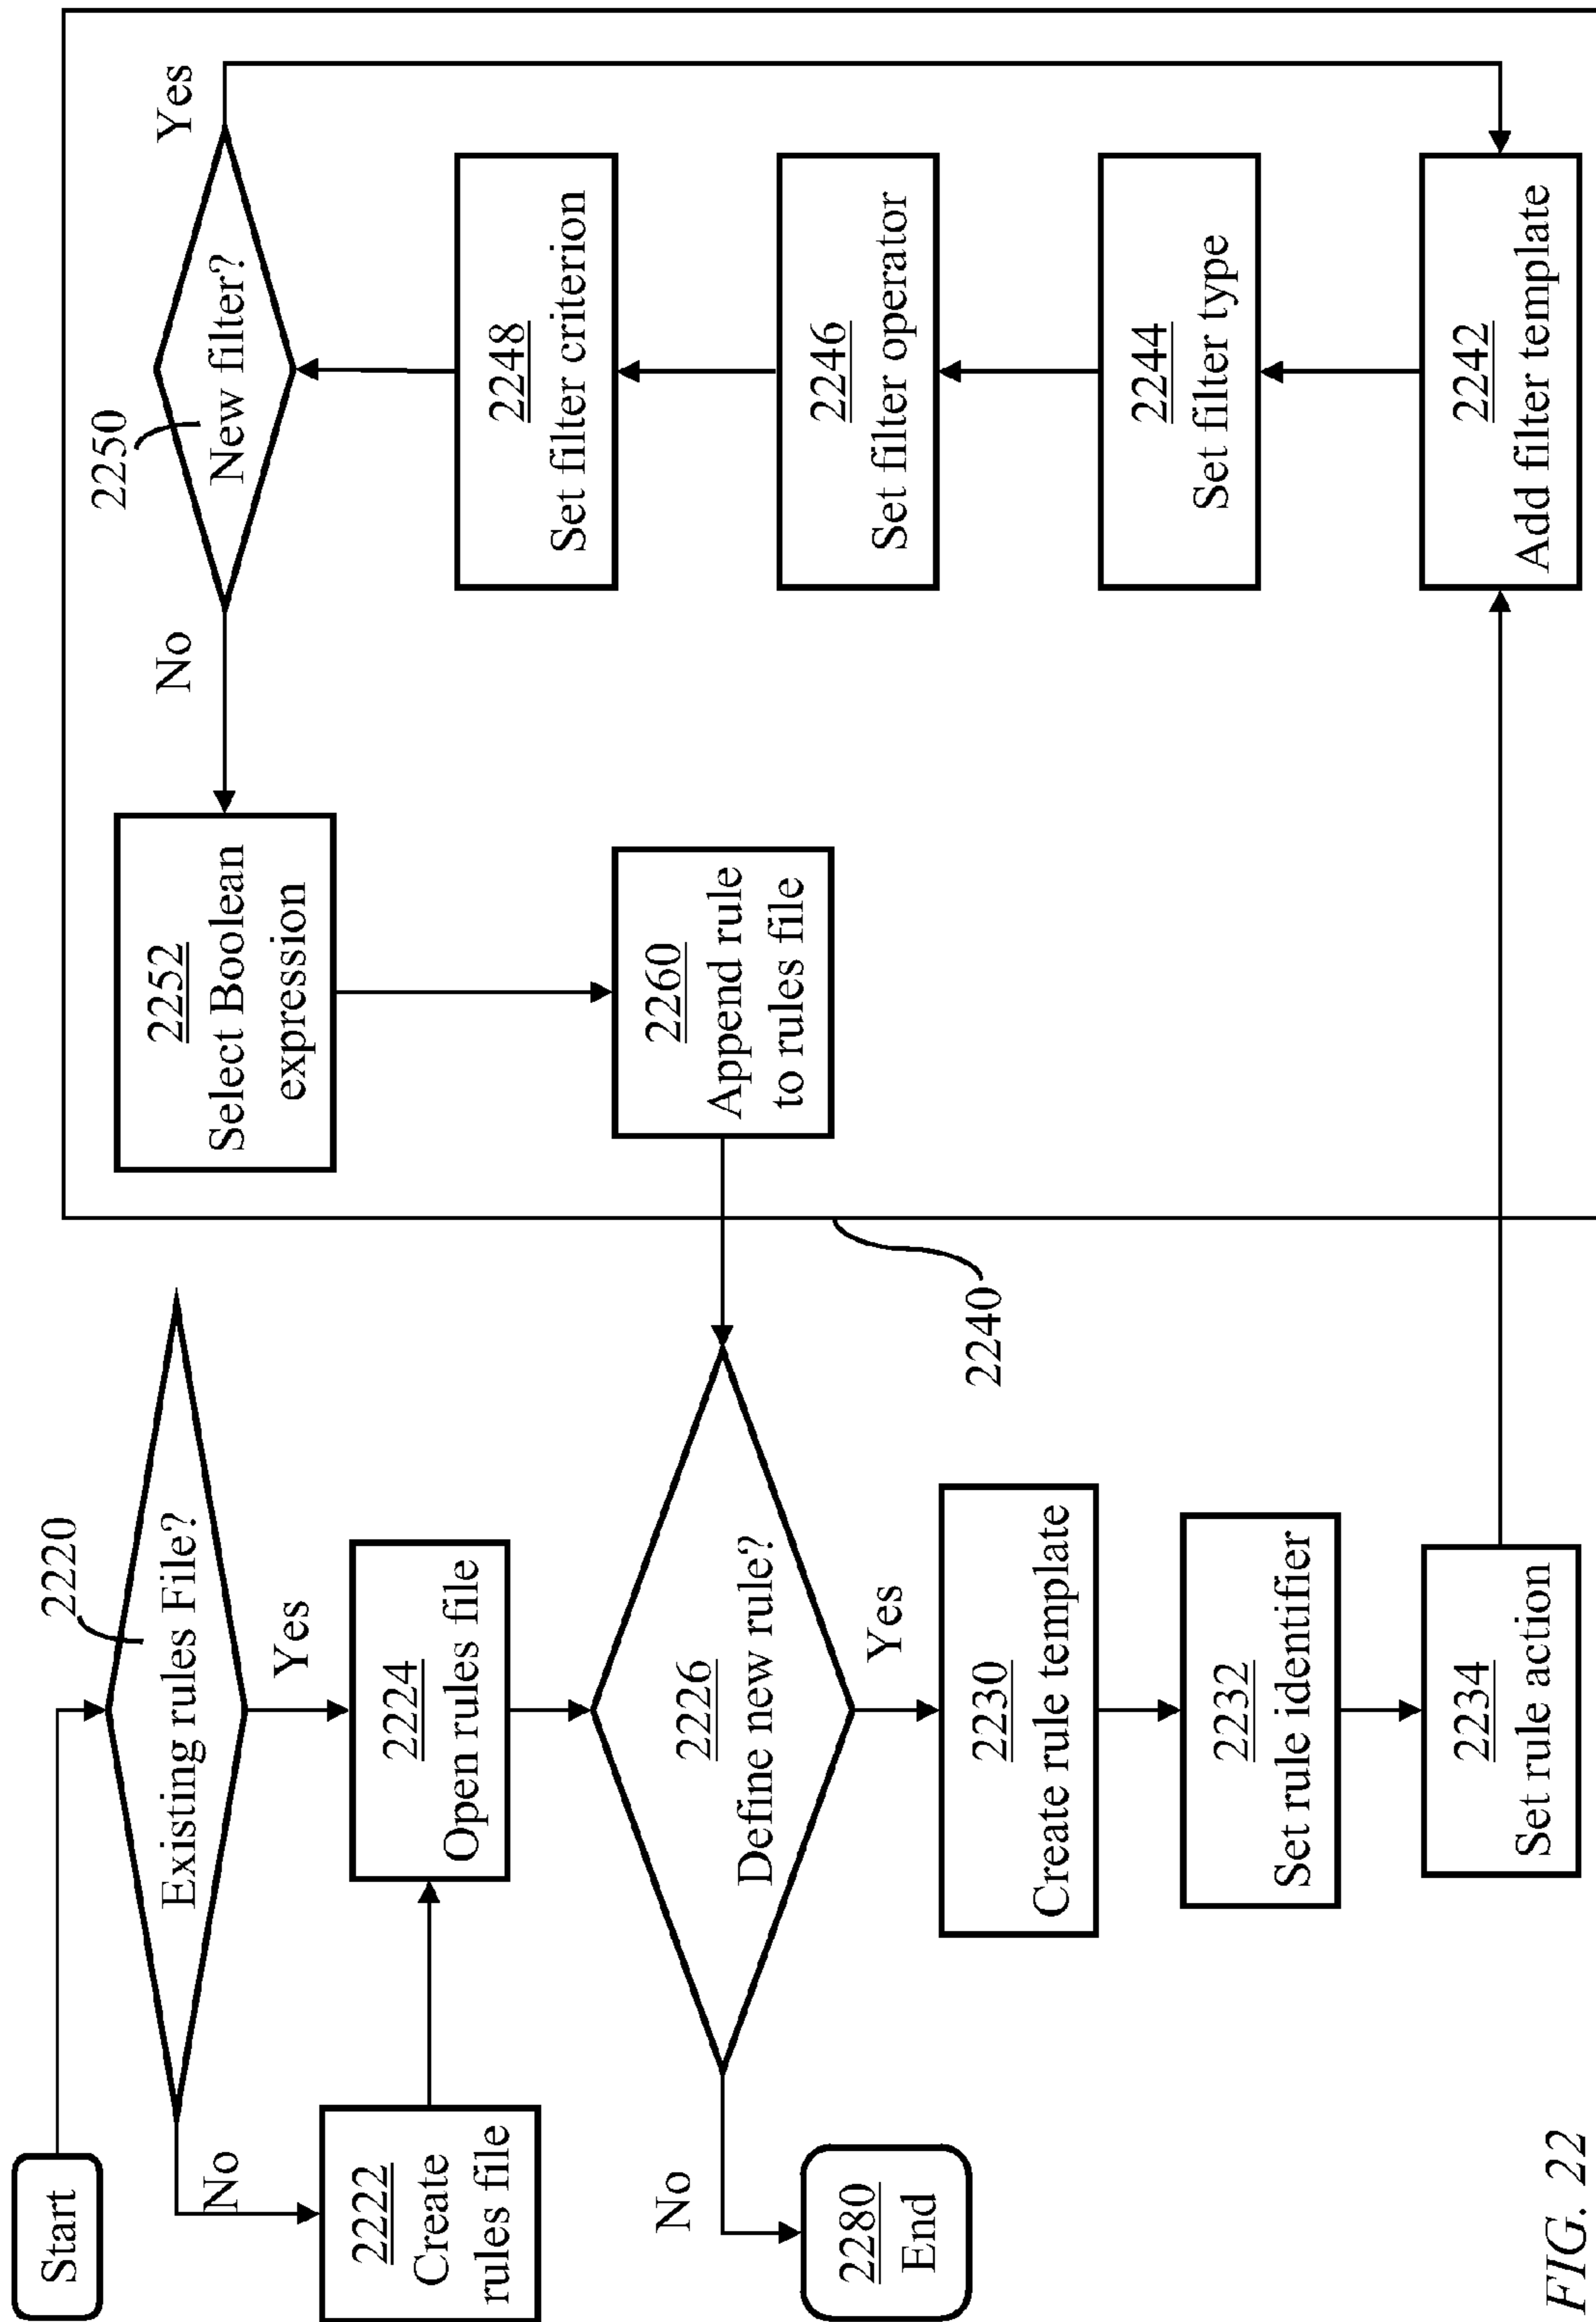 Start
2220
Existing rules File?
No
Yes
2222
Create
rules file
2224
Open rules file
2226
Define new rule?
No
Yes
2280
End
2230
Create rule template
2232
Set rule identifier
2234
Set rule action
2240
2242
Add filter template
2244
Set filter type
2246
Set filter operator
2248
Set filter criterion
2250
New filter?
Yes
No
2252
Select Boolean
expression
2260
Append rule
to rules file
FIG. 22